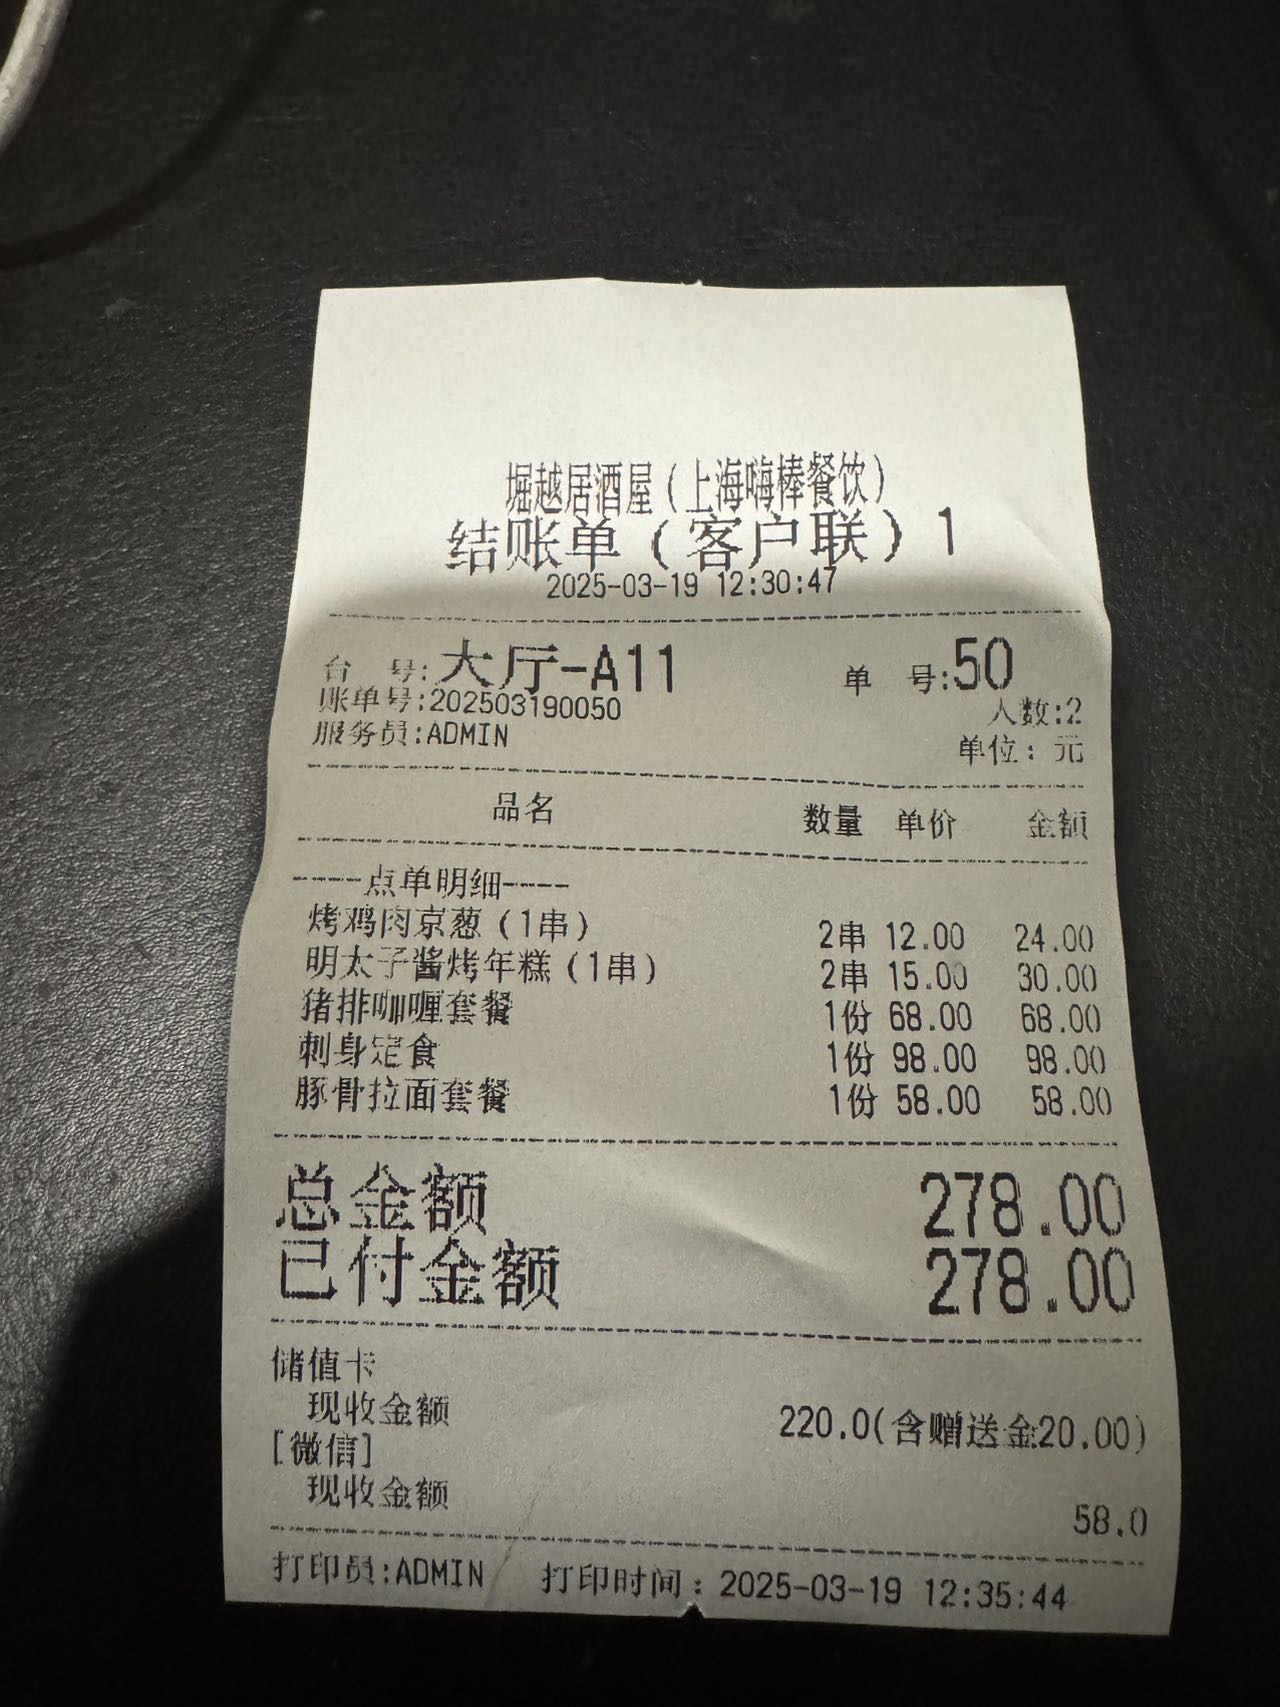 堀越居酒屋(上海嗨棒餐饮)
结账单(客户联)1
2025-03-19 12:30:47
台 号:大厅-A11 单 号:50
账单号:202503190050 人数:2
服务员:ADMIN 单位:元
品名 数量 单价 金额
----点单明细----
烤鸡肉京葱(1串) 2串 12.00 24.00
明太子酱烤年糕(1串) 2串 15.00 30.00
猪排咖喱套餐 1份 68.00 68.00
刺身定食 1份 98.00 98.00
豚骨拉面套餐 1份 58.00 58.00
总金额 278.00
已付金额 278.00
储值卡
现收金额 220.0(含赠送金20.00)
[微信]
现收金额 58.0
打印员:ADMIN 打印时间:2025-03-19 12:35:44